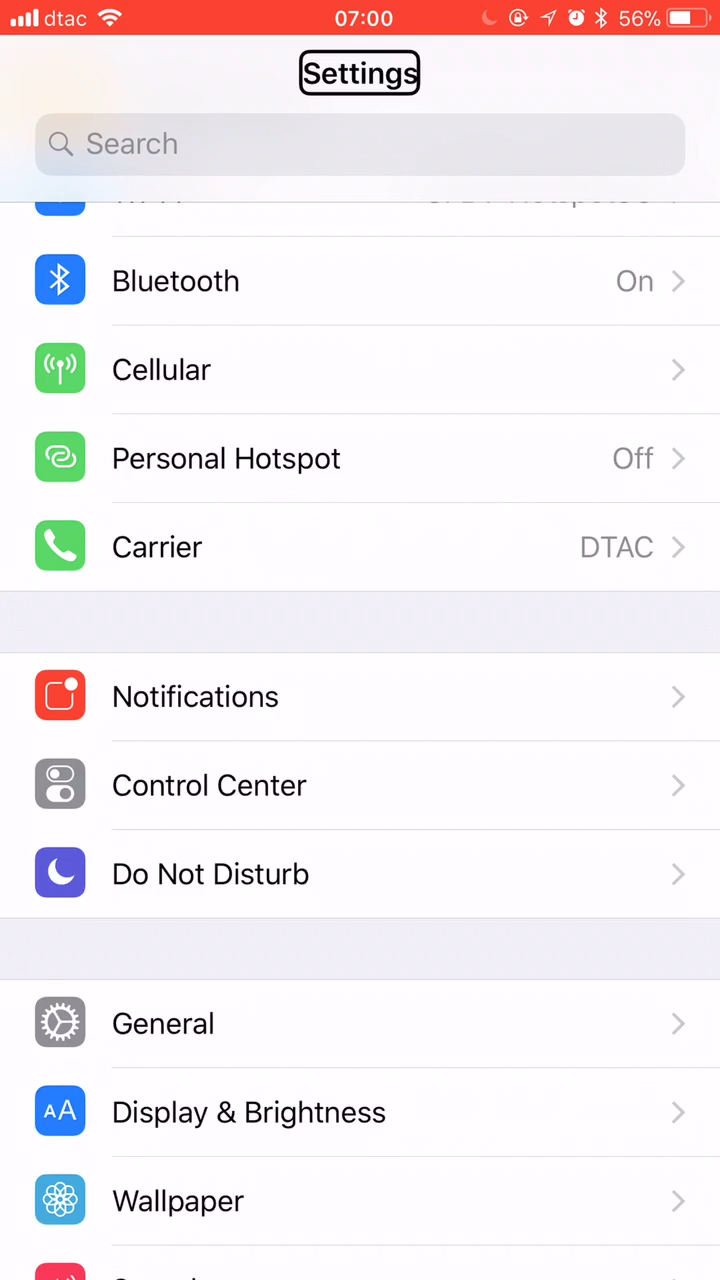 dtac 07:00 56%
Settings
Search
Bluetooth On
Cellular
Personal Hotspot Off
Carrier DTAC
Notifications
Control Center
Do Not Disturb
General
AA Display & Brightness
Wallpaper